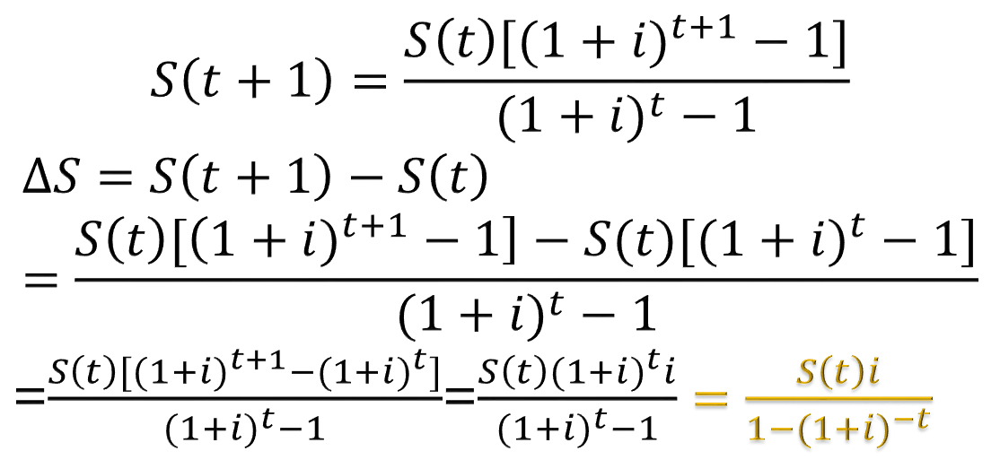 S(t + 1) = S(t)[(1 + i)^{t+1} − 1] / (1 + i)^t − 1
ΔS = S(t + 1) − S(t)
= S(t)[(1 + i)^{t+1} − 1] − S(t)[(1 + i)^t − 1] / (1 + i)^t − 1
= S(t)[(1+i)^{t+1}−(1+i)^t] / (1+i)^t−1 = S(t)(1+i)^t i / (1+i)^t−1 = S(t)i / 1−(1+i)^{−t}